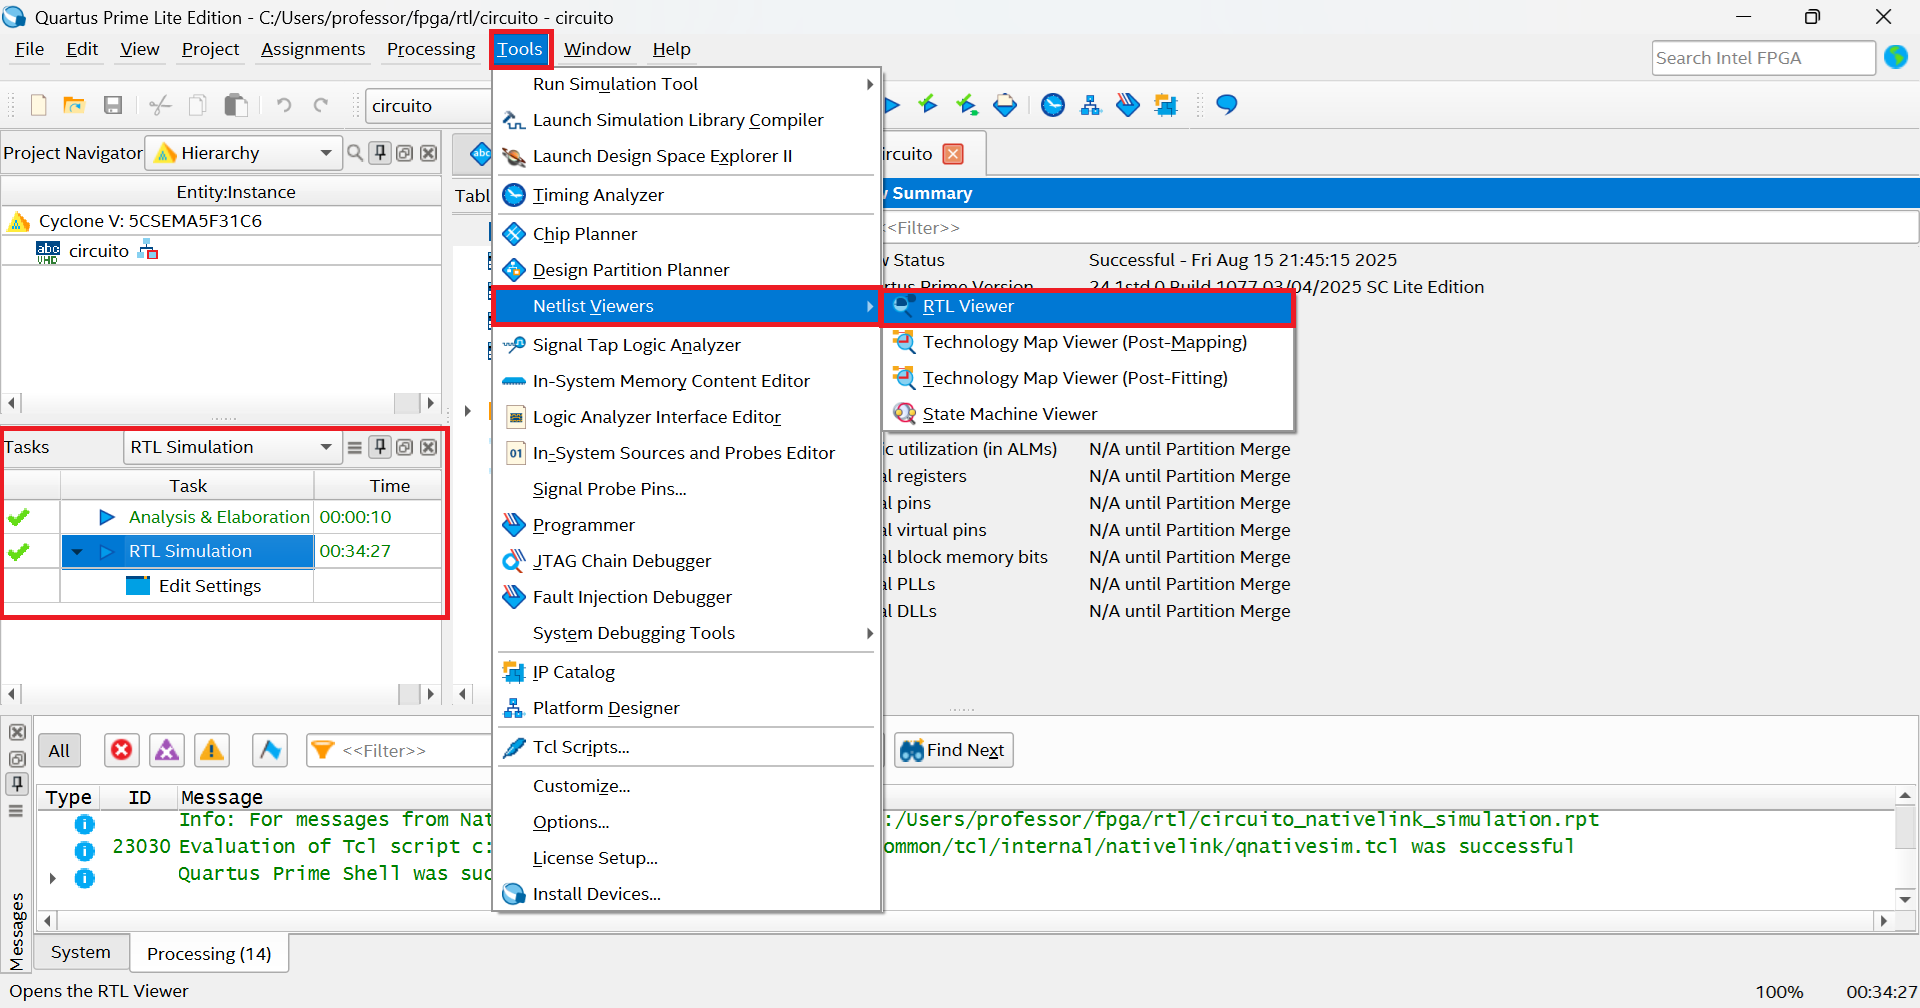 Quartus Prime Lite Edition - C:/Users/professor/fpga/rtl/circuito - circuito
File Edit View Project Assignments Processing Tools Window Help
Search Intel FPGA
circuito
Project Navigator Hierarchy
Entity:Instance
Cyclone V: 5CSEMA5F31C6
abc VHD circuito
Tasks RTL Simulation
Task Time
Analysis & Elaboration 00:00:10
RTL Simulation 00:34:27
Edit Settings
Run Simulation Tool
Launch Simulation Library Compiler
Launch Design Space Explorer II
Timing Analyzer
Chip Planner
Design Partition Planner
Netlist Viewers
Signal Tap Logic Analyzer
In-System Memory Content Editor
Logic Analyzer Interface Editor
01 In-System Sources and Probes Editor
Signal Probe Pins...
Programmer
JTAG Chain Debugger
Fault Injection Debugger
System Debugging Tools
IP Catalog
Platform Designer
Tcl Scripts...
Customize...
Options...
License Setup...
Install Devices...
RTL Viewer
Technology Map Viewer (Post-Mapping)
Technology Map Viewer (Post-Fitting)
State Machine Viewer
abc
Tabl
ircuito
Summary
<<Filter>>
Status Successful - Fri Aug 15 21:45:15 2025
rtus Prime Version 24.1std.0 Build 1077 03/04/2025 SC Lite Edition
ic utilization (in ALMs) N/A until Partition Merge
al registers N/A until Partition Merge
al pins N/A until Partition Merge
al virtual pins N/A until Partition Merge
al block memory bits N/A until Partition Merge
al PLLs N/A until Partition Merge
al DLLs N/A until Partition Merge
All <<Filter>> Find Next
Type ID Message
Info: For messages from Nat :/Users/professor/fpga/rtl/circuito_nativelink_simulation.rpt
23030 Evaluation of Tcl script c: ommon/tcl/internal/nativelink/qnativesim.tcl was successful
Quartus Prime Shell was suc
Messages
System Processing (14)
Opens the RTL Viewer 100% 00:34:27